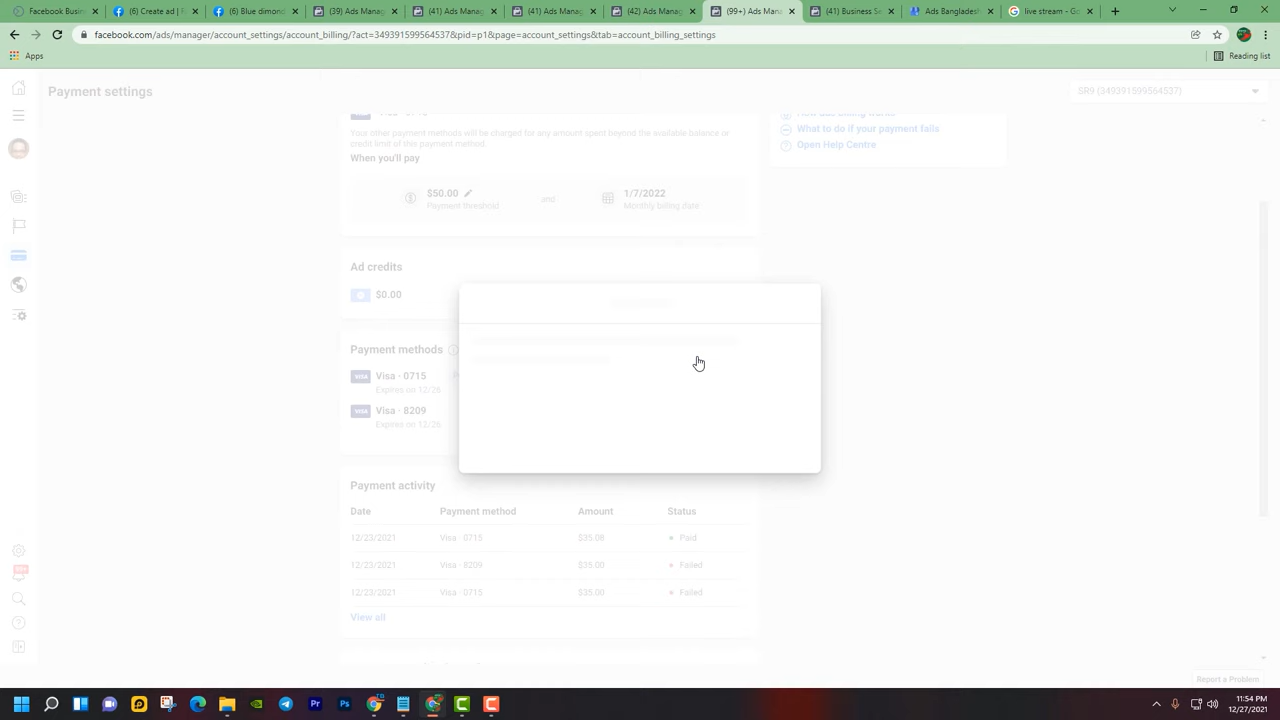 (6) Create ad |
(6) Blue dimond
(39) Ads Mana
(41) Ads Mana
(41) Ads Mana
(42) Ads Mana
(99+) Ads Man
(41) Business
Ads Banglades
live stream - Go
facebook.com/ads/manager/account_settings/account_billing/?act=349391599564537&pid=p1&page=account_settings&tab=account_billing_settings
Apps
Reading list
Payment settings
SR9 (349391599564537)
Your other payment methods will be charged for any amount spent beyond the available balance or
credit limit of this payment method.
What to do if your payment fails
Open Help Centre
When you'll pay
$50.00
Payment threshold
and
1/7/2022
Monthly billing date
Ad credits
$0.00
Payment methods
VISA Visa · 0715
Expires on 12/26
VISA Visa · 8209
Expires on 12/26
Payment activity
Date Payment method Amount Status
12/23/2021 Visa · 0715 $35.08 Paid
12/23/2021 Visa · 8209 $35.00 Failed
12/23/2021 Visa · 0715 $35.00 Failed
View all
Report a Problem
11:54 PM
12/27/2021